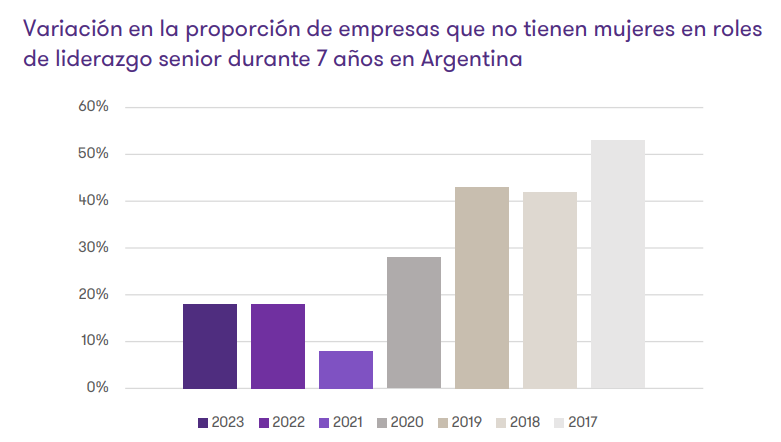 Variación en la proporción de empresas que no tienen mujeres en roles
de liderazgo senior durante 7 años en Argentina
60%
50%
40%
30%
20%
10%
0%
2023 2022 2021 2020 2019 2018 2017